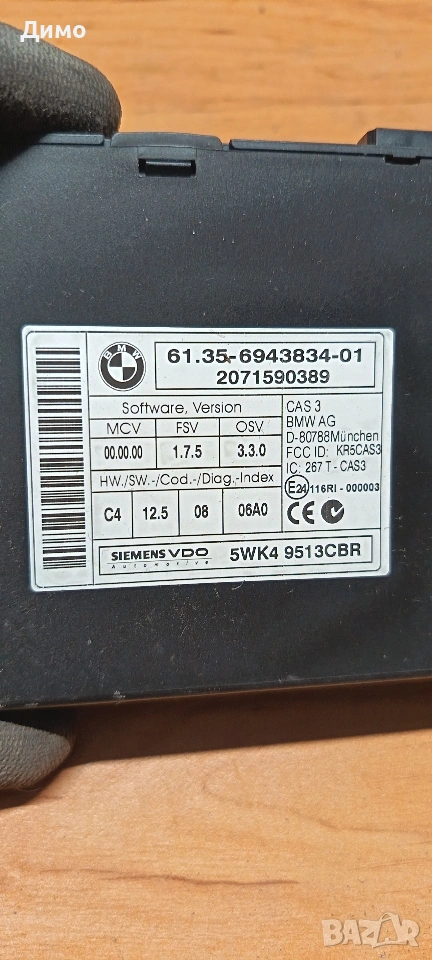 Димо
BMW
61.35-6943834-01
2071590389
Software, Version
MCV FSV OSV
00.00.00 1.7.5 3.3.0
HW./SW.-/Cod.-/Diag.-Index
C4 12.5 08 06A0
CAS 3
BMW AG
D-80788München
FCC ID: KR5CAS3
IC: 267 T - CAS3
E24 116RI - 000003
SIEMENS VDO
Automotive
5WK4 9513CBR
BAZAR